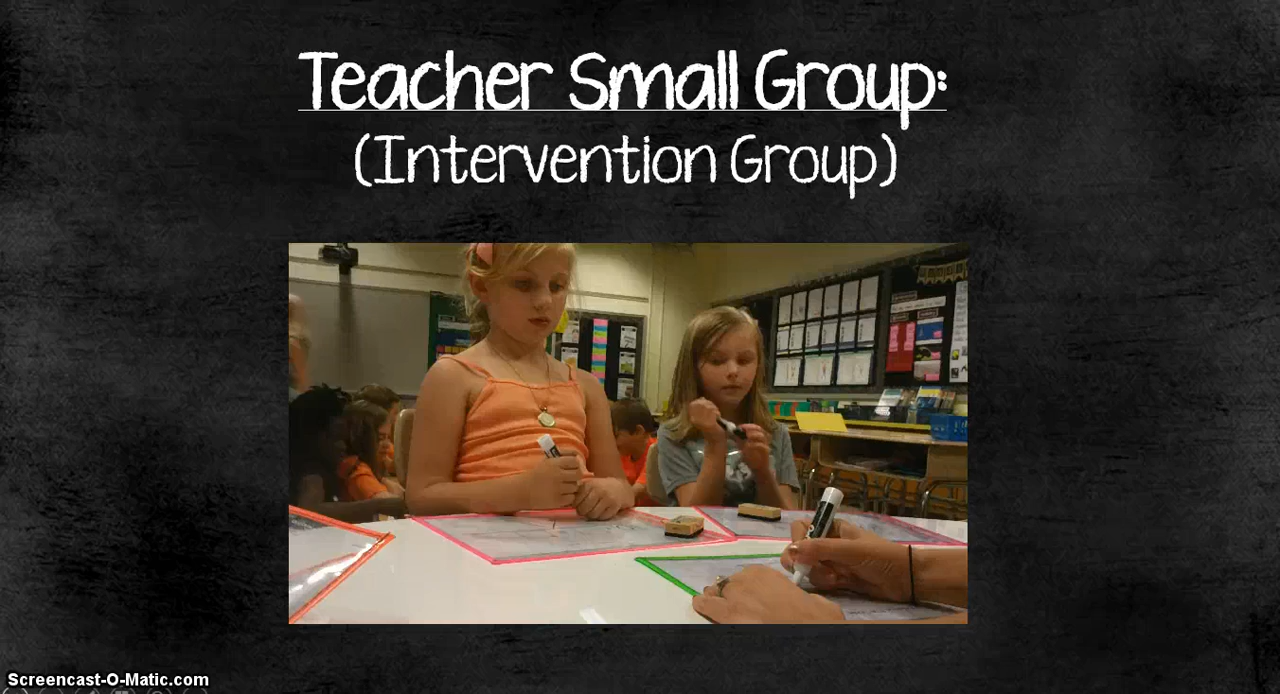 Teacher Small Group:
(Intervention Group)
Screencast-O-Matic.com